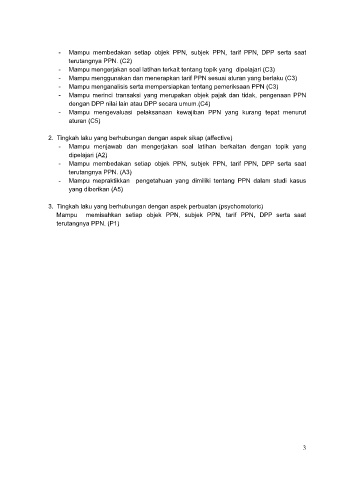 - Mampu membedakan setiap objek PPN, subjek PPN, tarif PPN, DPP serta saat
terutangnya PPN. (C2)
- Mampu mengerjakan soal latihan terkait tentang topik yang dipelajari (C3)
- Mampu menggunakan dan menerapkan tarif PPN sesuai aturan yang berlaku (C3)
- Mampu menganalisis serta mempersiapkan tentang pemeriksaan PPN (C3)
- Mampu merinci transaksi yang merupakan objek pajak dan tidak, pengenaan PPN
dengan DPP nilai lain atau DPP secara umum.(C4)
- Mampu mengevaluasi pelaksanaan kewajiban PPN yang kurang tepat menurut
aturan (C5)
2. Tingkah laku yang berhubungan dengan aspek sikap (affective)
- Mampu menjawab dan mengerjakan soal latihan berkaitan dengan topik yang
dipelajari (A2)
- Mampu membedakan setiap objek PPN, subjek PPN, tarif PPN, DPP serta saat
terutangnya PPN. (A3)
- Mampu mepraktikkan pengetahuan yang dimiliki tentang PPN dalam studi kasus
yang diberikan (A5)
3. Tingkah laku yang berhubungan dengan aspek perbuatan (psychomotoric)
Mampu memisahkan setiap objek PPN, subjek PPN, tarif PPN, DPP serta saat
terutangnya PPN. (P1)
3